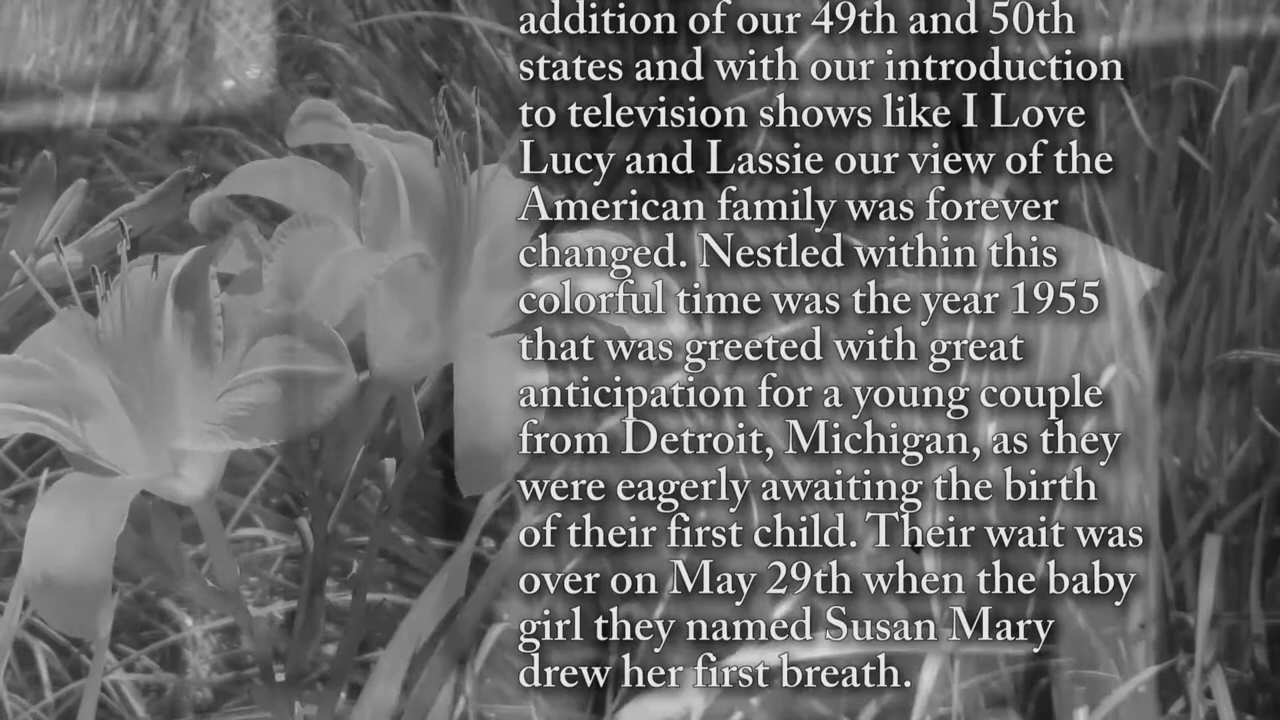 addition of our 49th and 50th
states and with our introduction
to television shows like I Love
Lucy and Lassie our view of the
American family was forever
changed. Nestled within this
colorful time was the year 1955
that was greeted with great
anticipation for a young couple
from Detroit, Michigan, as they
were eagerly awaiting the birth
of their first child. Their wait was
over on May 29th when the baby
girl they named Susan Mary
drew her first breath.